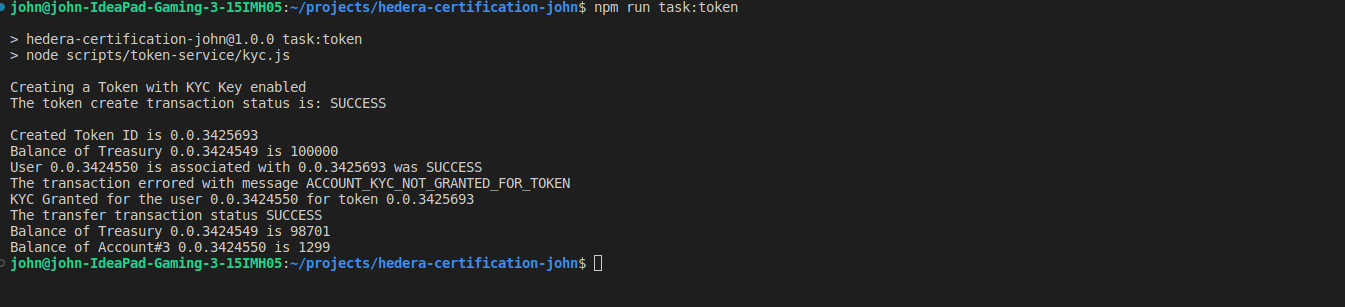 john@john-IdeaPad-Gaming-3-15IMH05:~/projects/hedera-certification-john$ npm run task:token
> hedera-certification-john@1.0.0 task:token
> node scripts/token-service/kyc.js
Creating a Token with KYC Key enabled
The token create transaction status is: SUCCESS
Created Token ID is 0.0.3425693
Balance of Treasury 0.0.3424549 is 100000
User 0.0.3424550 is associated with 0.0.3425693 was SUCCESS
The transaction errored with message ACCOUNT_KYC_NOT_GRANTED_FOR_TOKEN
KYC Granted for the user 0.0.3424550 for token 0.0.3425693
The transfer transaction status SUCCESS
Balance of Treasury 0.0.3424549 is 98701
Balance of Account#3 0.0.3424550 is 1299
john@john-IdeaPad-Gaming-3-15IMH05:~/projects/hedera-certification-john$